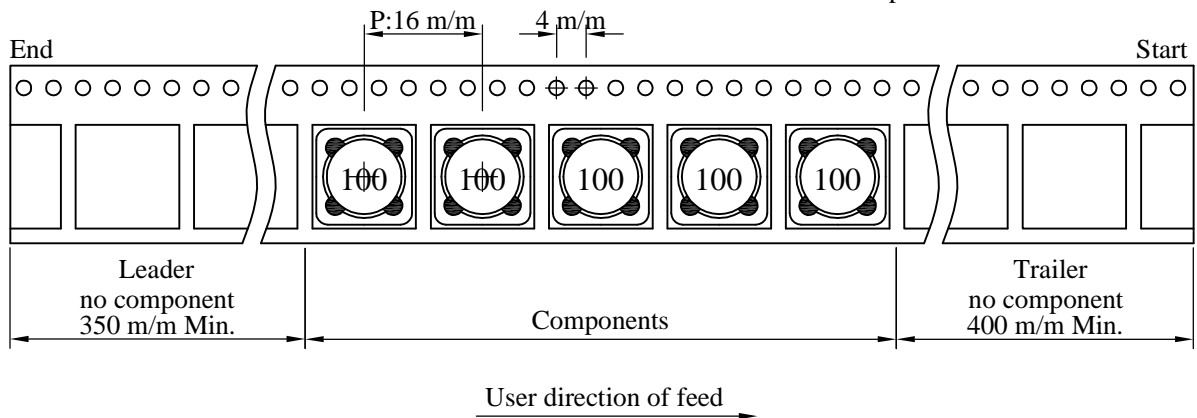 P:16 m/m
4 m/m
End
Start
100
100
100
100
100
Leader
no component
350 m/m Min.
Components
Trailer
no component
400 m/m Min.
User direction of feed